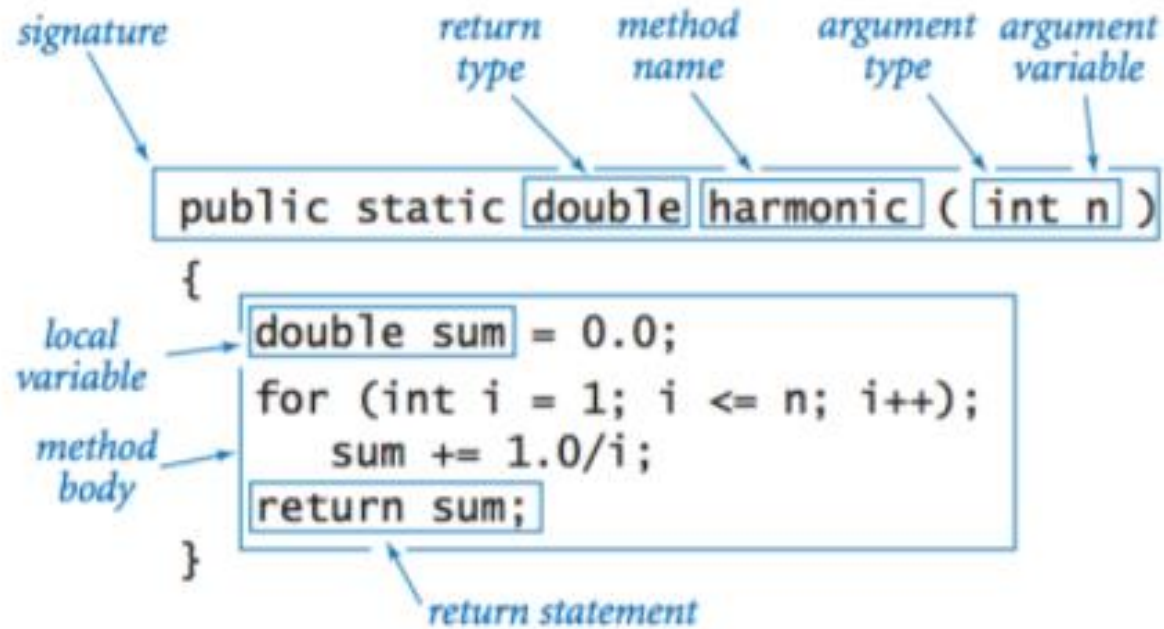 signature
return
type
method
name
argument
type
argument
variable
public static double harmonic ( int n )
{
double sum = 0.0;
for (int i = 1; i <= n; i++);
sum += 1.0/i;
return sum;
}
local
variable
method
body
return statement